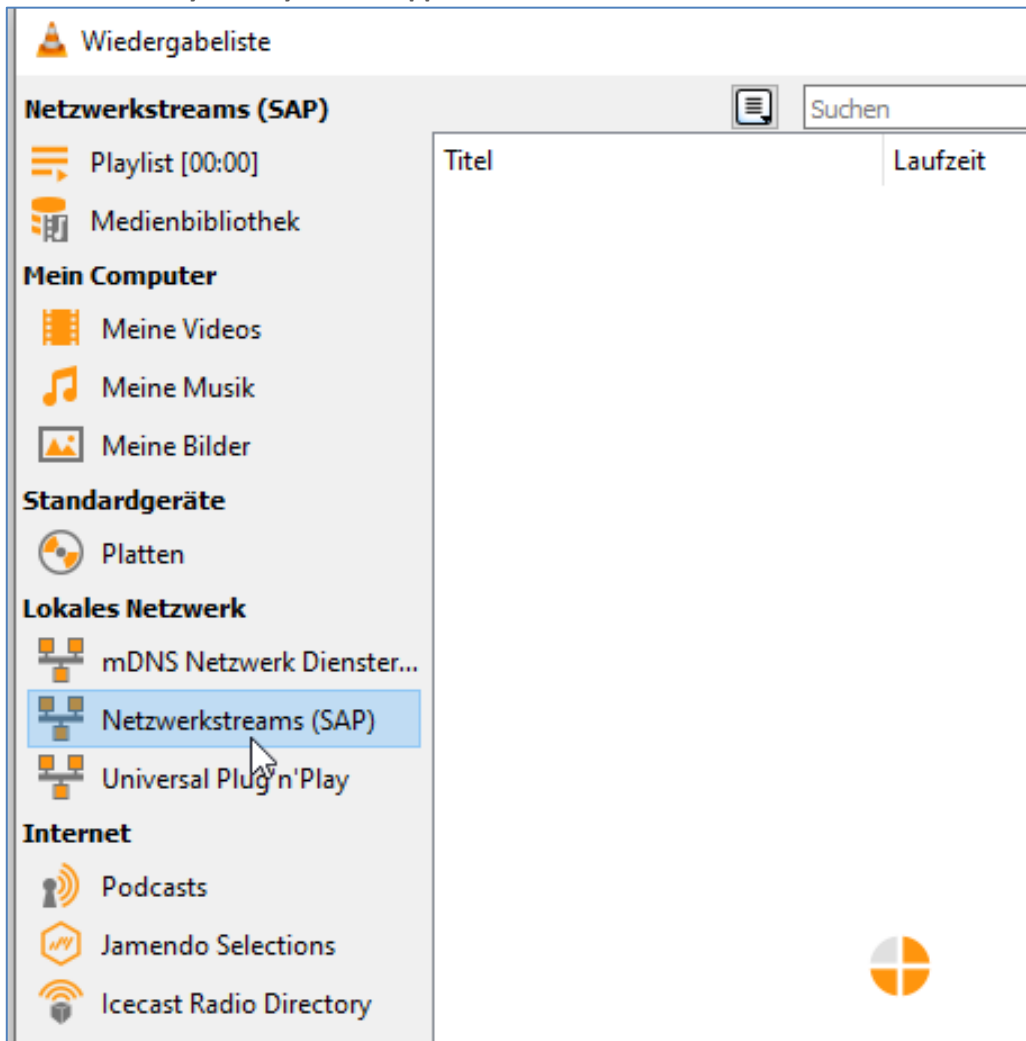 Wiedergabeliste
Netzwerkstreams (SAP)
Suchen
Playlist [00:00]
Titel
Laufzeit
Medienbibliothek
Mein Computer
Meine Videos
Meine Musik
Meine Bilder
Standardgeräte
Platten
Lokales Netzwerk
mDNS Netzwerk Dienster...
Netzwerkstreams (SAP)
Universal Plug'n'Play
Internet
Podcasts
Jamendo Selections
Icecast Radio Directory